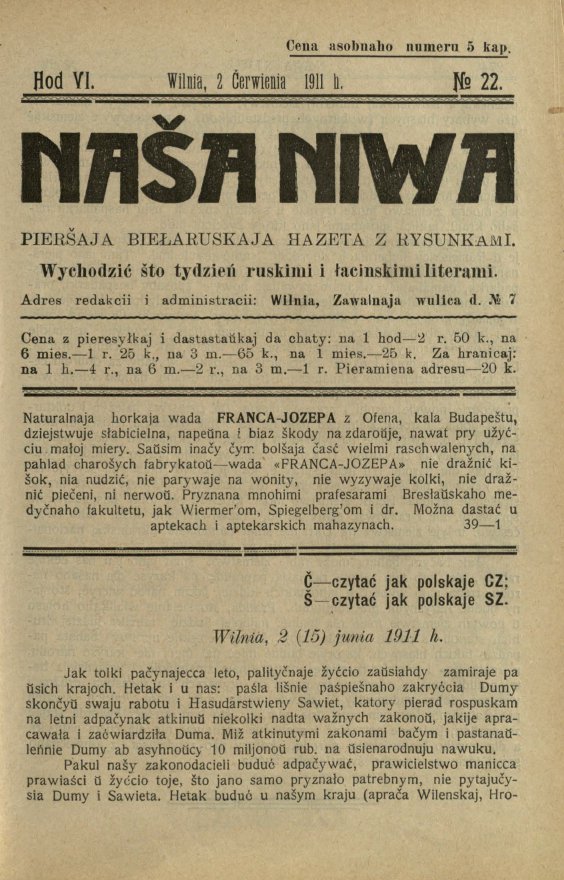 Cena asobnaho numeru 5 kap.
Hod VI. Wilnia, 2 Ćerwienia 1911 h. № 22.
NAŠA NIWA
PIERŠAJA BIEŁARUSKAJA HAZETA Z RYSUNKAMI.
Wychodzić što tydzień ruskimi i łacinskimi literami.
Adres redakcii i administracii: Wilnia, Zawalnaja wulica d. № 7
Cena z pieresyłkaj i dastastaŭkaj da chaty: na 1 hod—2 r. 50 k., na
6 mies.—1 r. 25 k., na 3 m.—65 k., na 1 mies.—25 k. Za hranicaj:
na 1 h.—4 r., na 6 m.—2 r., na 3 m.—1 r. Pieramiena adresu—20 k.
Naturalnaja horkaja wada FRANCA-JOZEPA z Ofena, kala Budapeštu,
dziejstwuje słabicielna, napeŭna i biaz škody na zdaroŭje, nawat pry užyć-
ciu małoj miery. Saŭsim inačy čym bolšaja časć wielmi raschwalenych, na
pahlad charošych fabrykatoŭ—wada «FRANCA-JOZEPA» nie dražnić ki-
šok, nia nudzić, nie parywaje na wonity, nie wyzywaje kolki, nie draž-
nić piečeni, ni nerwoŭ. Pryznana mnohimi prafesarami Bresłaŭskaho me-
dyčnaho fakultetu, jak Wiermer'om, Spiegelberg'om i dr. Možna dastać u
aptekach i aptekarskich mahazynach. 39—1
Č—czytać jak polskaje CZ;
Š—czytać jak polskaje SZ.
Wilnia, 2 (15) junia 1911 h.
Jak tolki pačynajecca leto, palityčnaje žyćcio zaŭsiahdy zamiraje pa
ŭsich krajoch. Hetak i u nas: pašla lišnie paśpiešnaho zakryćcia Dumy
skončyŭ swaju rabotu i Hasudarstwieny Sawiet, katory pierad rospuskam
na letni adpačynak atkinuŭ niekolki nadta ważnych zakonoŭ, jakije apra-
cawała i zaćwiardziła Duma. Miž atkinutymi zakonami bačym i pastanaŭ-
leńnie Dumy ab asyhnoŭcy 10 miljonoŭ rub. na ŭsienarodnuju nawuku.
Pakul našy zakonodacieli buduć adpačywać, prawicielstwo manicca
prawiaści ŭ žyćcio toje, što jano samo pryznało patrebnym, nie pytajučy-
sia Dumy i Sawieta. Hetak buduć u našym kraju (aprača Wilenskaj, Hro-